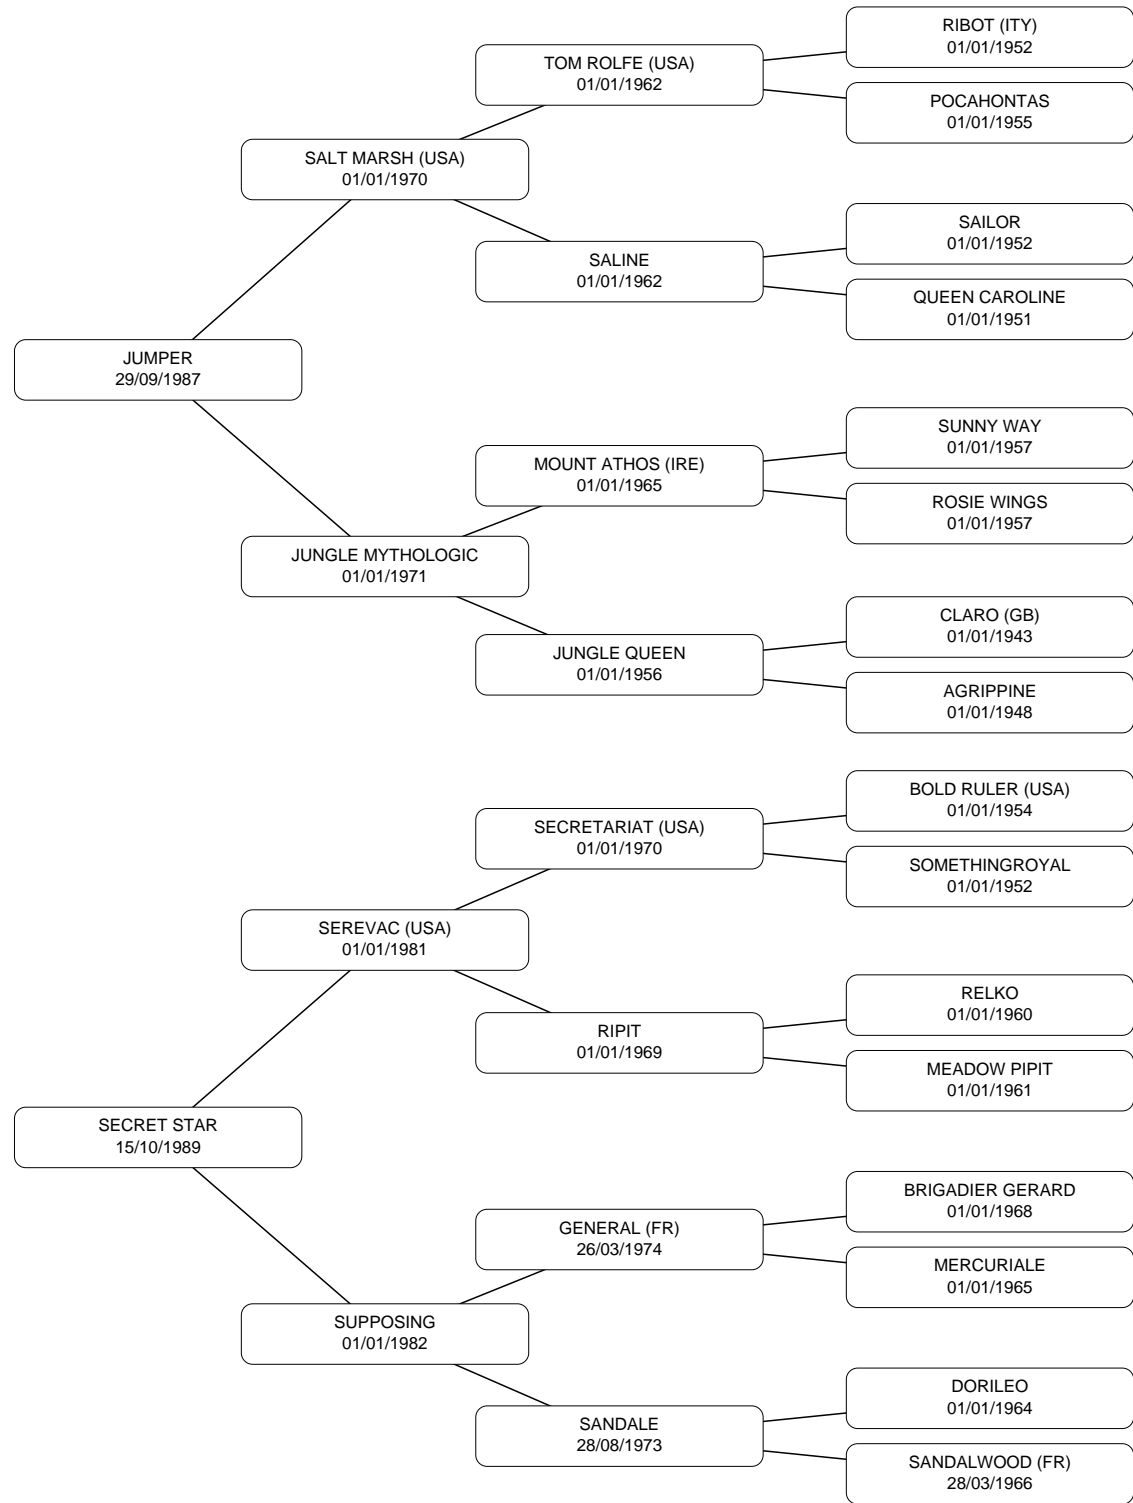 RIBOT (ITY)
01/01/1952
TOM ROLFE (USA)
01/01/1962
POCAHONTAS
01/01/1955
SALT MARSH (USA)
01/01/1970
SAILOR
01/01/1952
SALINE
01/01/1962
QUEEN CAROLINE
01/01/1951
JUMPER
29/09/1987
SUNNY WAY
01/01/1957
MOUNT ATHOS (IRE)
01/01/1965
ROSIE WINGS
01/01/1957
JUNGLE MYTHOLOGIC
01/01/1971
CLARO (GB)
01/01/1943
JUNGLE QUEEN
01/01/1956
AGRIPPINE
01/01/1948
BOLD RULER (USA)
01/01/1954
SECRETARIAT (USA)
01/01/1970
SOMETHINGROYAL
01/01/1952
SEREVAC (USA)
01/01/1981
RELKO
01/01/1960
RIPIT
01/01/1969
MEADOW PIPIT
01/01/1961
SECRET STAR
15/10/1989
BRIGADIER GERARD
01/01/1968
GENERAL (FR)
26/03/1974
MERCURIALE
01/01/1965
SUPPOSING
01/01/1982
DORILEO
01/01/1964
SANDALE
28/08/1973
SANDALWOOD (FR)
28/03/1966